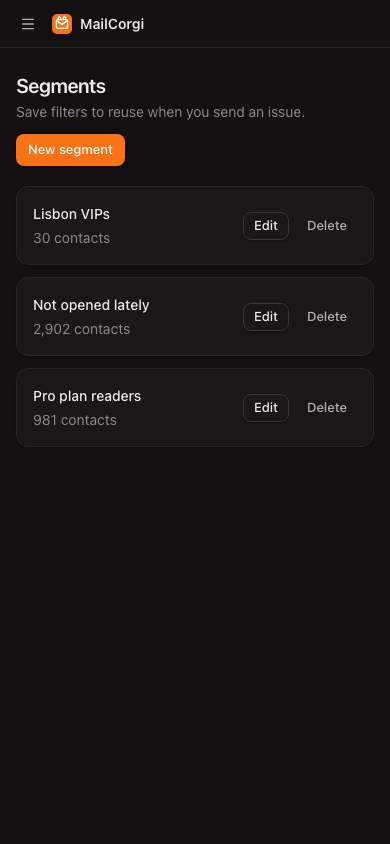 MailCorgi
Segments
Save filters to reuse when you send an issue.
New segment
Lisbon VIPs
30 contacts
Edit
Delete
Not opened lately
2,902 contacts
Edit
Delete
Pro plan readers
981 contacts
Edit
Delete